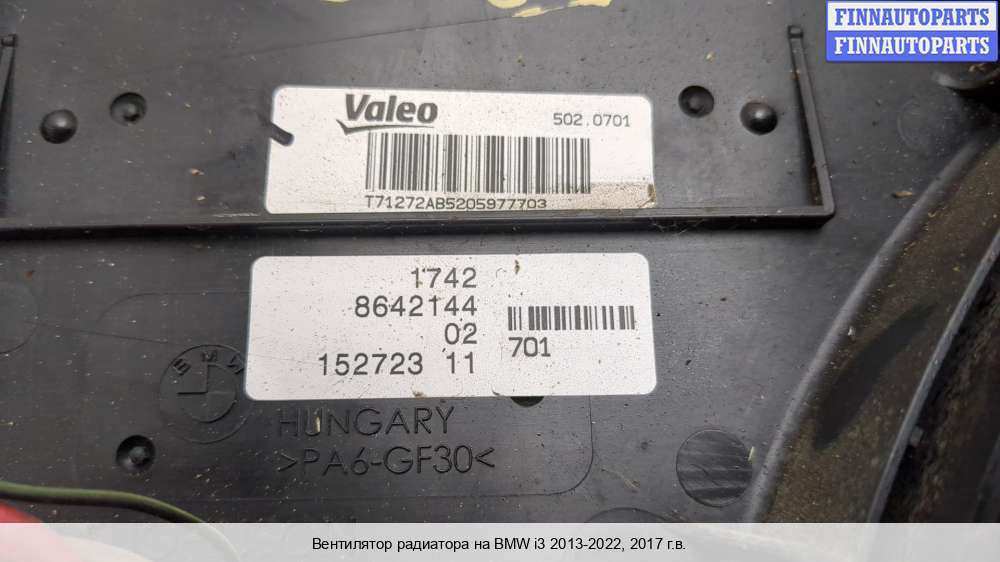 FINNAUTOPARTS
FINNAUTOPARTS
Valeo
502.0701
T71272AB5205977703
1742
8642144
02
701
152723 11
BMW
HUNGARY
>PA6-GF30<
Вентилятор радиатора на BMW i3 2013-2022, 2017 г.в.